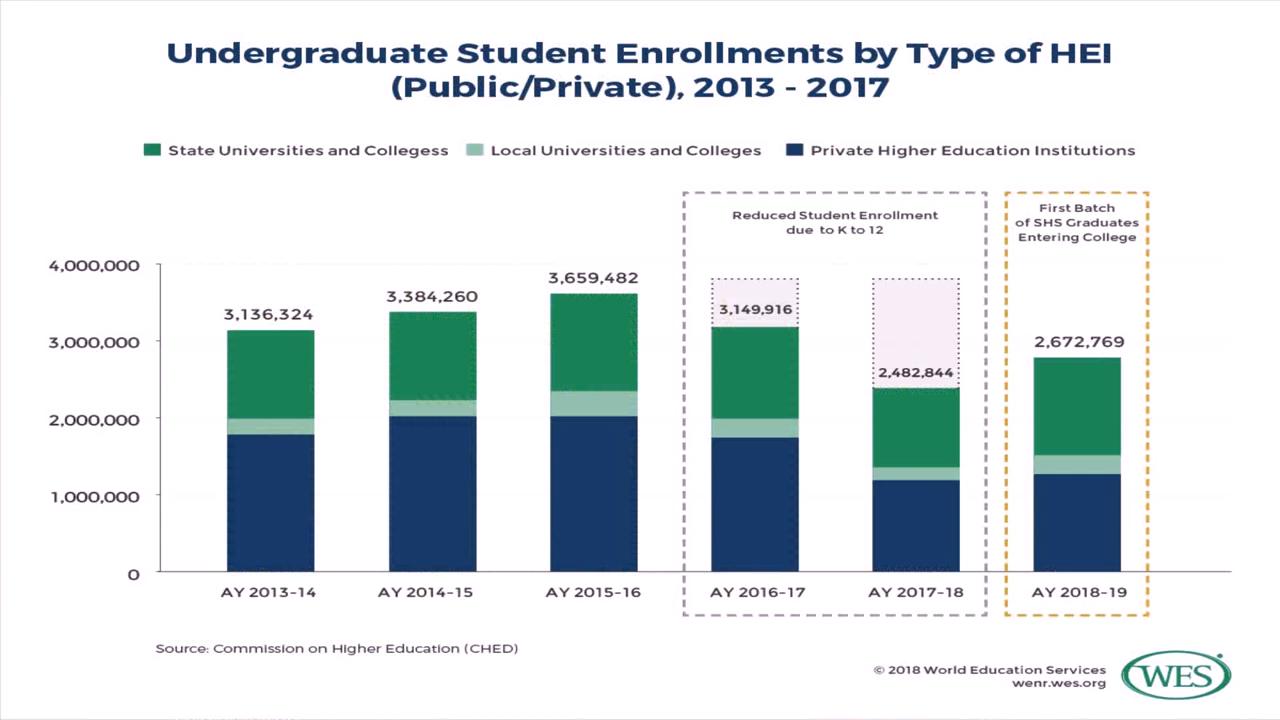 Undergraduate Student Enrollments by Type of HEI
(Public/Private), 2013 - 2017
State Universities and Collegess
Local Universities and Colleges
Private Higher Education Institutions
Reduced Student Enrollment
due to K to 12
First Batch
of SHS Graduates
Entering College
4,000,000
3,000,000
2,000,000
1,000,000
0
3,136,324
3,384,260
3,659,482
3,149,916
2,482,844
2,672,769
AY 2013-14
AY 2014-15
AY 2015-16
AY 2016-17
AY 2017-18
AY 2018-19
Source: Commission on Higher Education (CHED)
© 2018 World Education Services
wenr.wes.org
WES